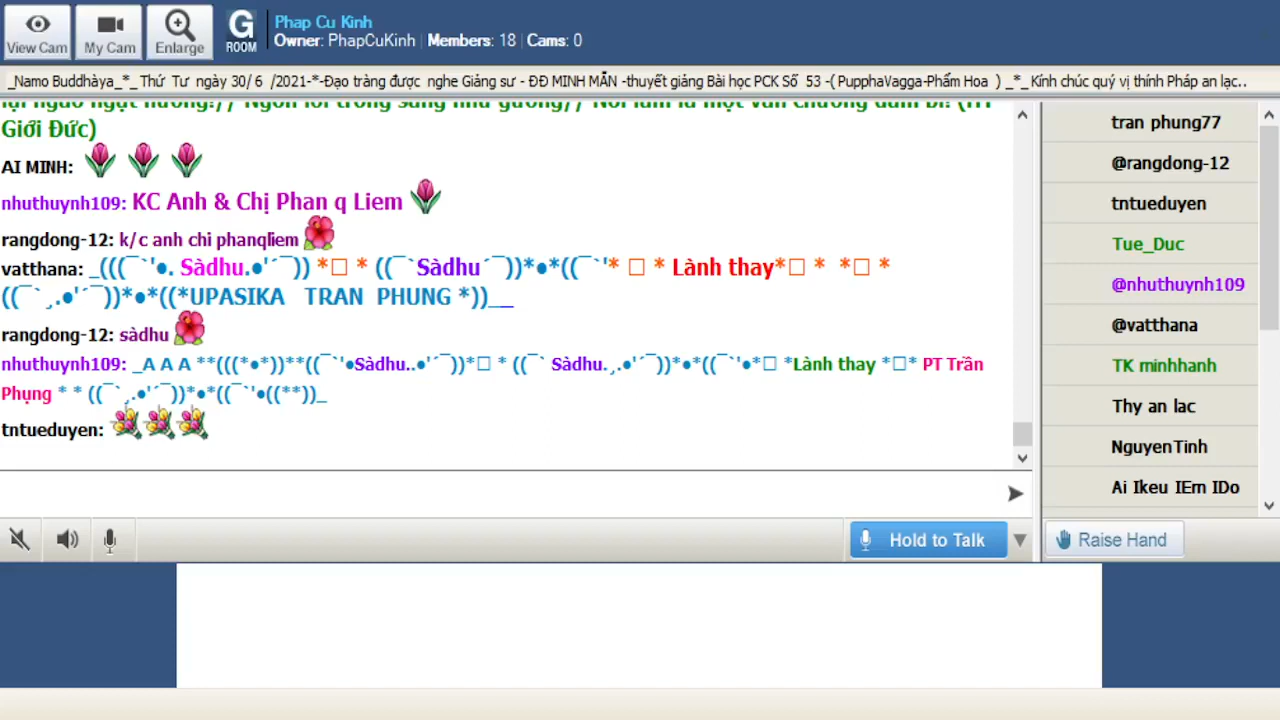 View Cam
My Cam
Enlarge
G
ROOM
Phap Cu Kinh
Owner: PhapCuKinh | Members: 18 | Cams: 0
_Namo Buddhàya_*_ Thứ Tư ngày 30/ 6 /2021-*-Đạo tràng được nghe Giảng sư - ĐĐ MINH MẪN -thuyết giảng Bài học PCK Số 53 -( PupphaVagga-Phẩm Hoa ) _*_ Kính chúc quý vị thính Pháp an lạc..
Giới Đức)
AI MINH:
nhuthuynh109: KC Anh & Chị Phan q Liem
rangdong-12: k/c anh chi phanqliem
vatthana: _(((¯`'●. Sàdhu.●'´¯)) *□ * ((¯`Sàdhu´¯))*●*((¯`'* □ * Lành thay*□ * *□ *
((¯`¸.●'´¯))*●*((*UPASIKA TRAN PHUNG *))__
rangdong-12: sàdhu
nhuthuynh109: _A A A **(((*●*))**((¯`'●Sàdhu..●'´¯))*□ * ((¯` Sàdhu.¸.●'´¯))*●*((¯`'●*□ *Lành thay *□* PT Trần
Phụng * * ((¯`¸.●'´¯))*●*((¯`'●((**))_
tntueduyen:
Hold to Talk
tran phung77
@rangdong-12
tntueduyen
Tue_Duc
@nhuthuynh109
@vatthana
TK minhhanh
Thy an lac
NguyenTinh
Ai Ikeu IEm IDo
Raise Hand